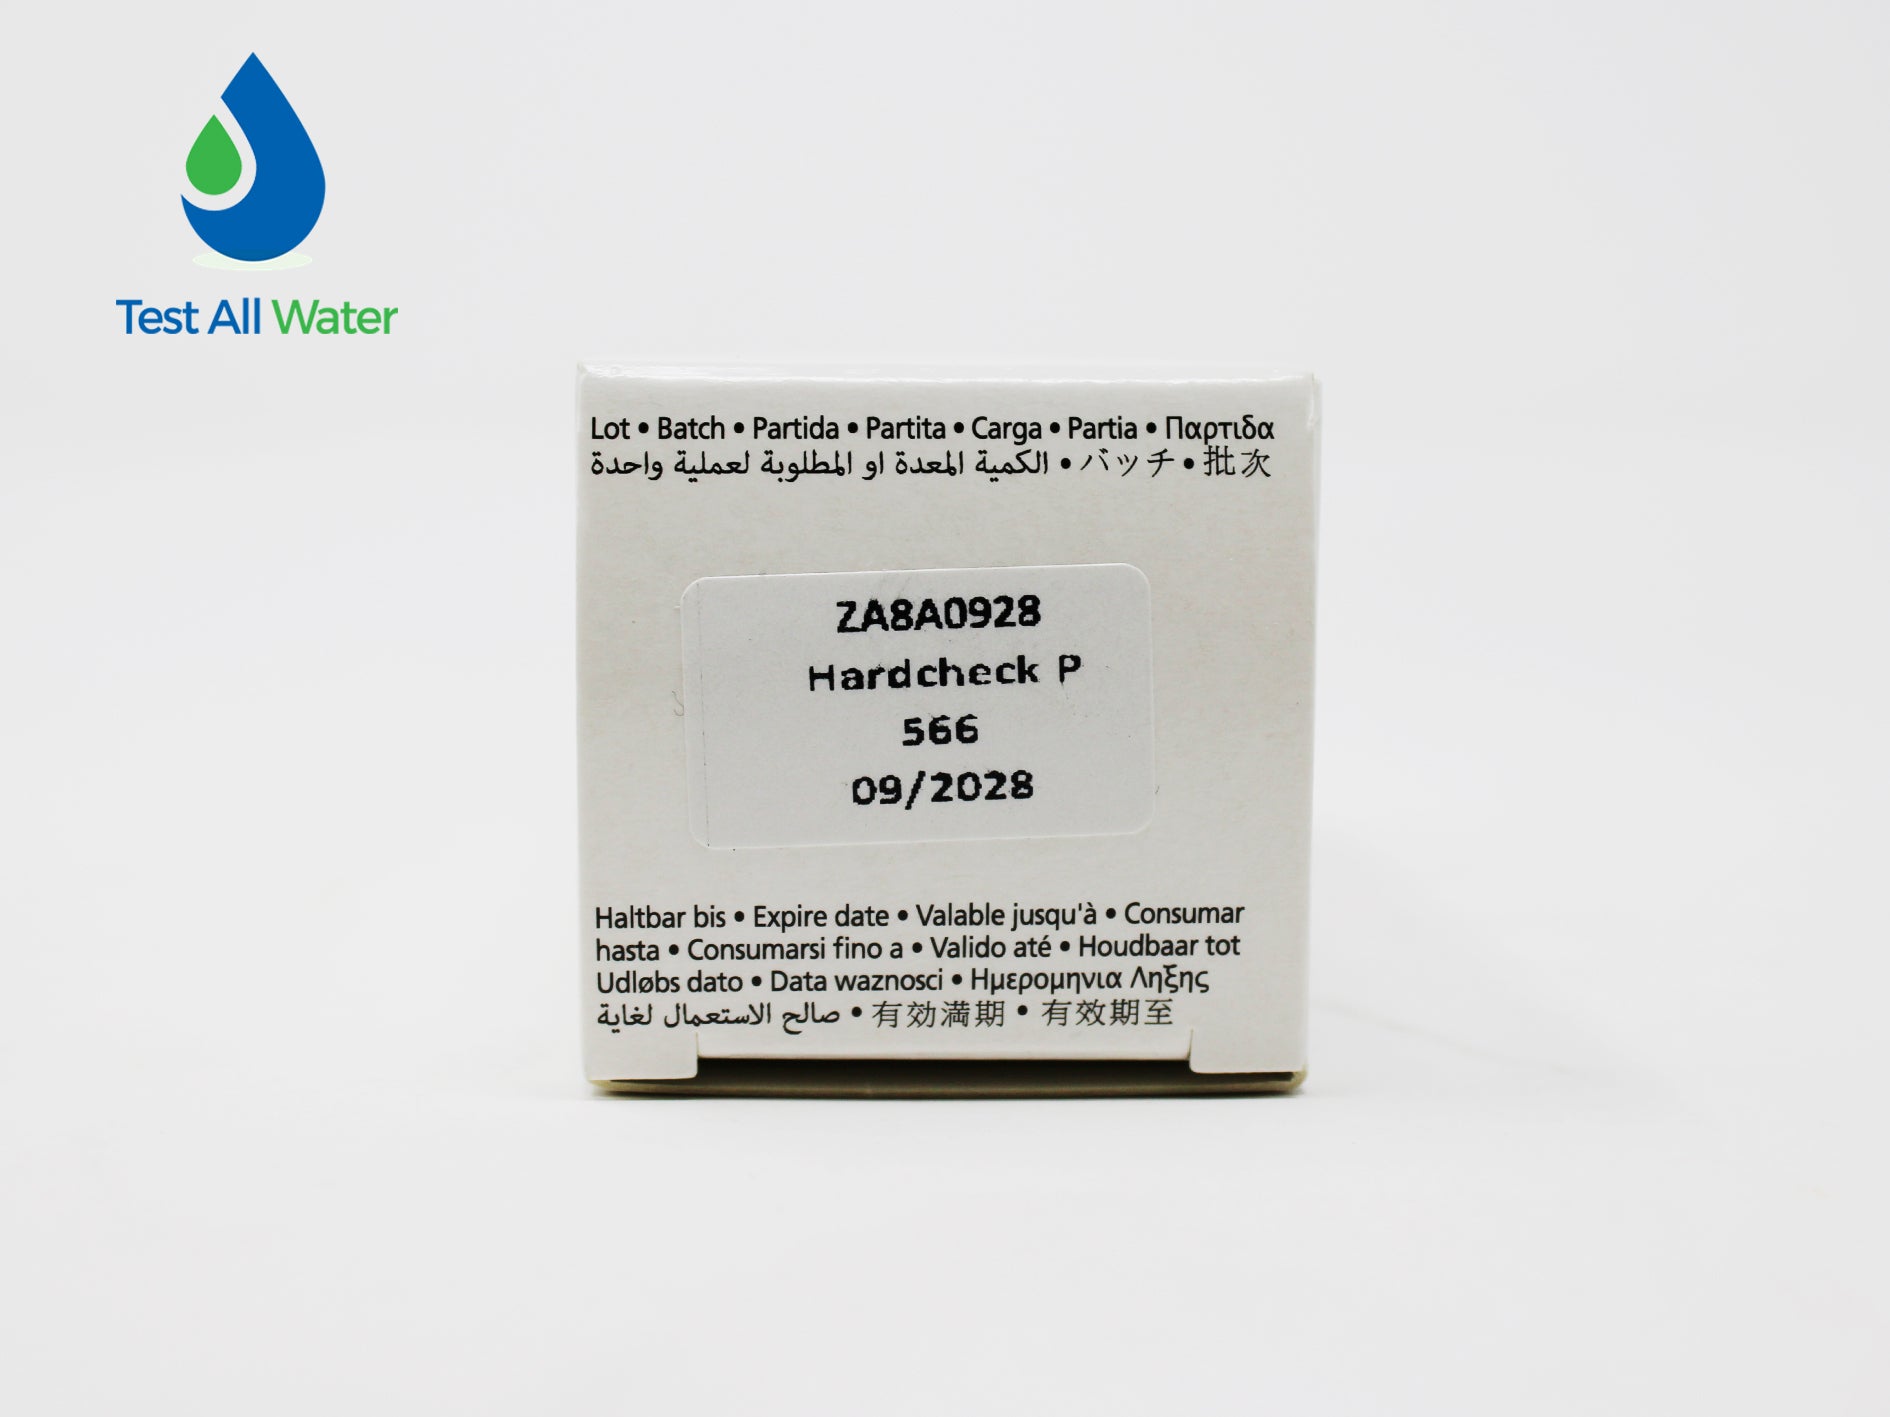 Test All Water
Lot • Batch • Partida • Partita • Carga • Partia • Παρτιδα
الكمية المعدة او المطلوبة لعملية واحدة • バッチ • 批次
ZA8A0928
Hardcheck P
566
09/2028
Haltbar bis • Expire date • Valable jusqu'à • Consumar
hasta • Consumarsi fino a • Valido até • Houdbaar tot
Udløbs dato • Data waznosci • Ημερομηνια Ληξης
صالح الاستعمال لغاية • 有効満期 • 有效期至